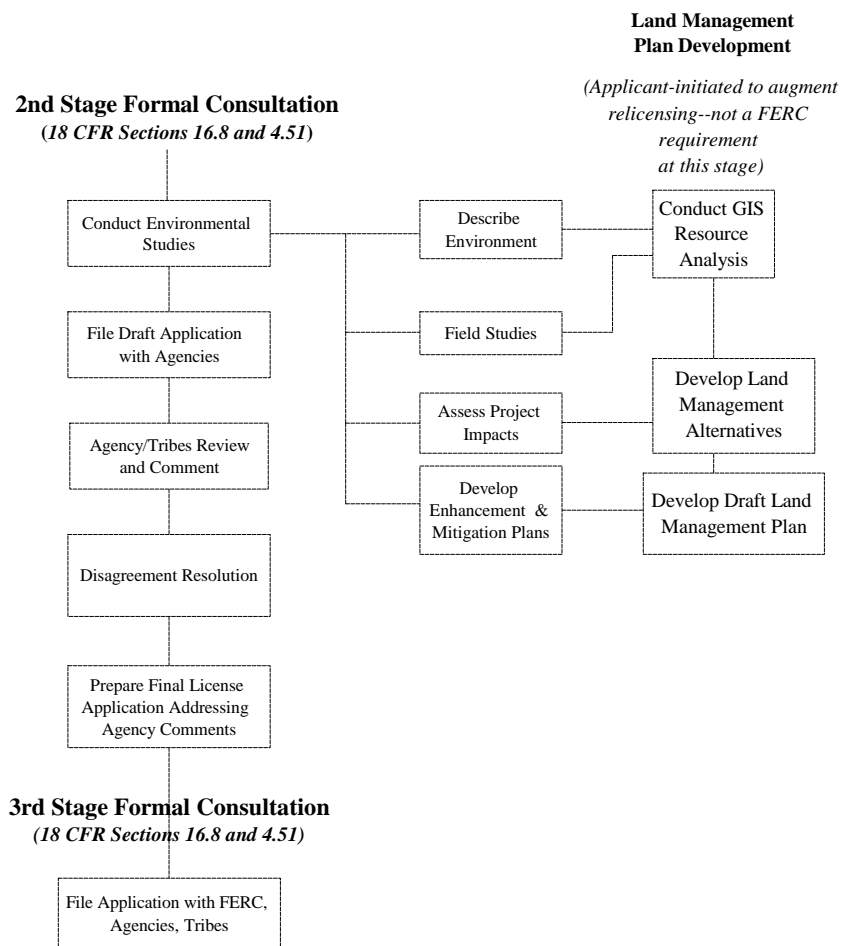 Land Management
Plan Development
(Applicant-initiated to augment
relicensing--not a FERC
requirement
at this stage)
2nd Stage Formal Consultation
(18 CFR Sections 16.8 and 4.51)
Conduct Environmental
Studies
Describe
Environment
Conduct GIS
Resource
Analysis
File Draft Application
with Agencies
Field Studies
Agency/Tribes Review
and Comment
Assess Project
Impacts
Develop Land
Management
Alternatives
Develop
Enhancement &
Mitigation Plans
Develop Draft Land
Management Plan
Disagreement Resolution
Prepare Final License
Application Addressing
Agency Comments
3rd Stage Formal Consultation
(18 CFR Sections 16.8 and 4.51)
File Application with FERC,
Agencies, Tribes